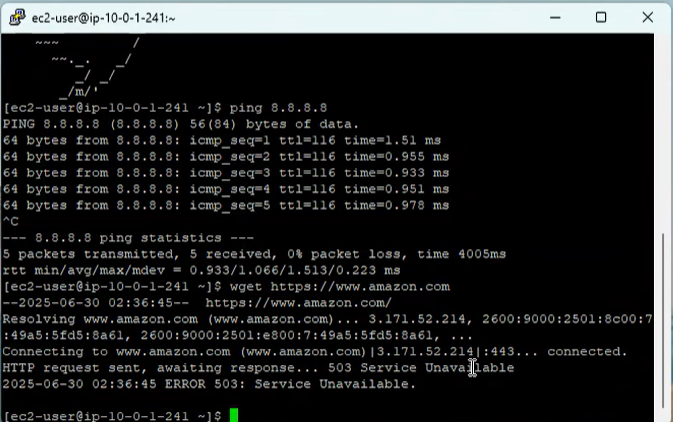 ec2-user@ip-10-0-1-241:~
~~~ /
~~._. _/
_/ _/
_/m/'
[ec2-user@ip-10-0-1-241 ~]$ ping 8.8.8.8
PING 8.8.8.8 (8.8.8.8) 56(84) bytes of data.
64 bytes from 8.8.8.8: icmp_seq=1 ttl=116 time=1.51 ms
64 bytes from 8.8.8.8: icmp_seq=2 ttl=116 time=0.955 ms
64 bytes from 8.8.8.8: icmp_seq=3 ttl=116 time=0.933 ms
64 bytes from 8.8.8.8: icmp_seq=4 ttl=116 time=0.951 ms
64 bytes from 8.8.8.8: icmp_seq=5 ttl=116 time=0.978 ms
^C
--- 8.8.8.8 ping statistics ---
5 packets transmitted, 5 received, 0% packet loss, time 4005ms
rtt min/avg/max/mdev = 0.933/1.066/1.513/0.223 ms
[ec2-user@ip-10-0-1-241 ~]$ wget https://www.amazon.com
--2025-06-30 02:36:45-- https://www.amazon.com/
Resolving www.amazon.com (www.amazon.com)... 3.171.52.214, 2600:9000:2501:8c00:7
:49a5:5fd5:8a61, 2600:9000:2501:e800:7:49a5:5fd5:8a61, ...
Connecting to www.amazon.com (www.amazon.com)|3.171.52.214|:443... connected.
HTTP request sent, awaiting response... 503 Service Unavailable
2025-06-30 02:36:45 ERROR 503: Service Unavailable.
[ec2-user@ip-10-0-1-241 ~]$